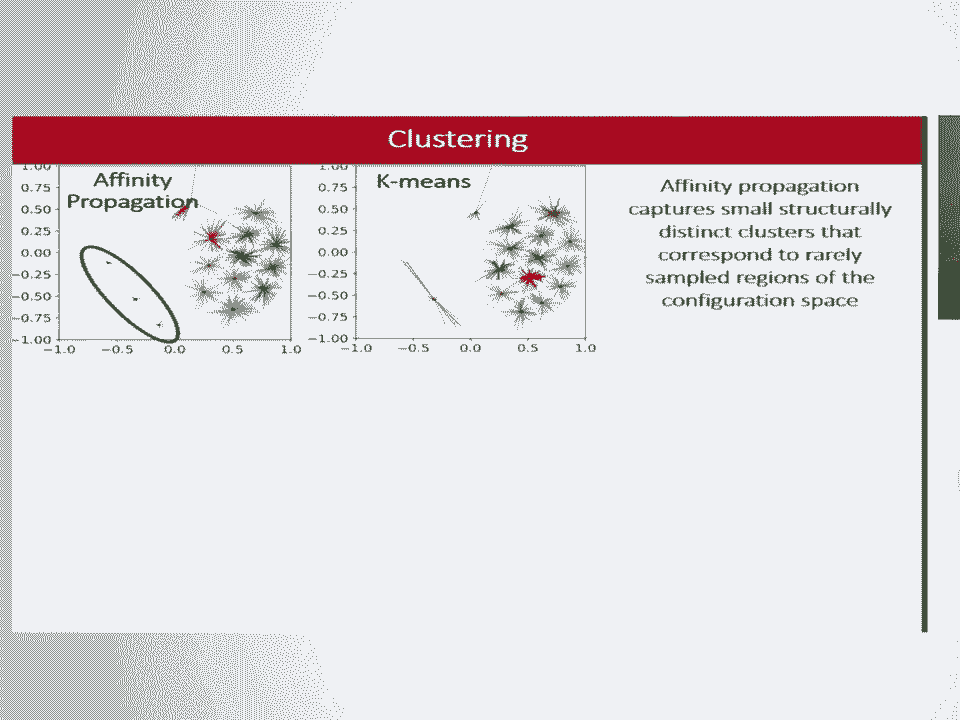 Clustering
Affinity
Propagation
1.00
0.75
0.50
0.25
0.00
−0.25
−0.50
−0.75
−1.00
−1.0
−0.5
0.0
0.5
1.0
K-means
1.00
0.75
0.50
0.25
0.00
−0.25
−0.50
−0.75
−1.00
−1.0
−0.5
0.0
0.5
1.0
Affinity propagation
captures small structurally
distinct clusters that
correspond to rarely
sampled regions of the
configuration space